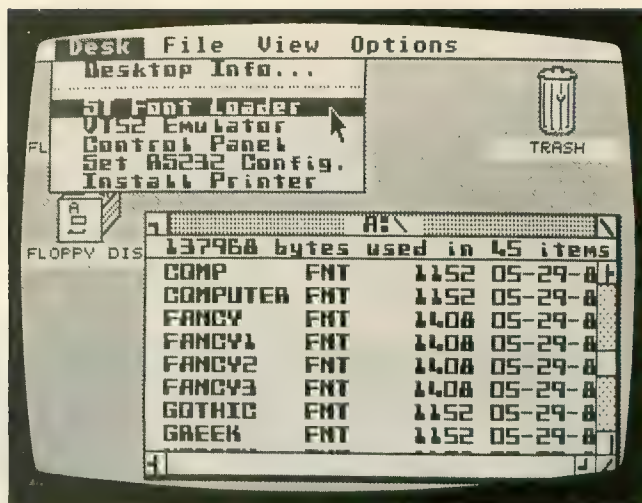 Desk File View Options
Desktop Info...
ST Font Loader
VT52 Emulator
Control Panel
Set RS232 Config.
Install Printer
FL
TRASH
A
FLOPPY DIS
A:\
137968 bytes used in 45 items
COMP FNT 1152 05-29-8
COMPUTER FNT 1152 05-29-8
FANCY FNT 1408 05-29-8
FANCY1 FNT 1408 05-29-8
FANCY2 FNT 1408 05-29-8
FANCY3 FNT 1408 05-29-8
GOTHIC FNT 1152 05-29-8
GREEK FNT 1152 05-29-8